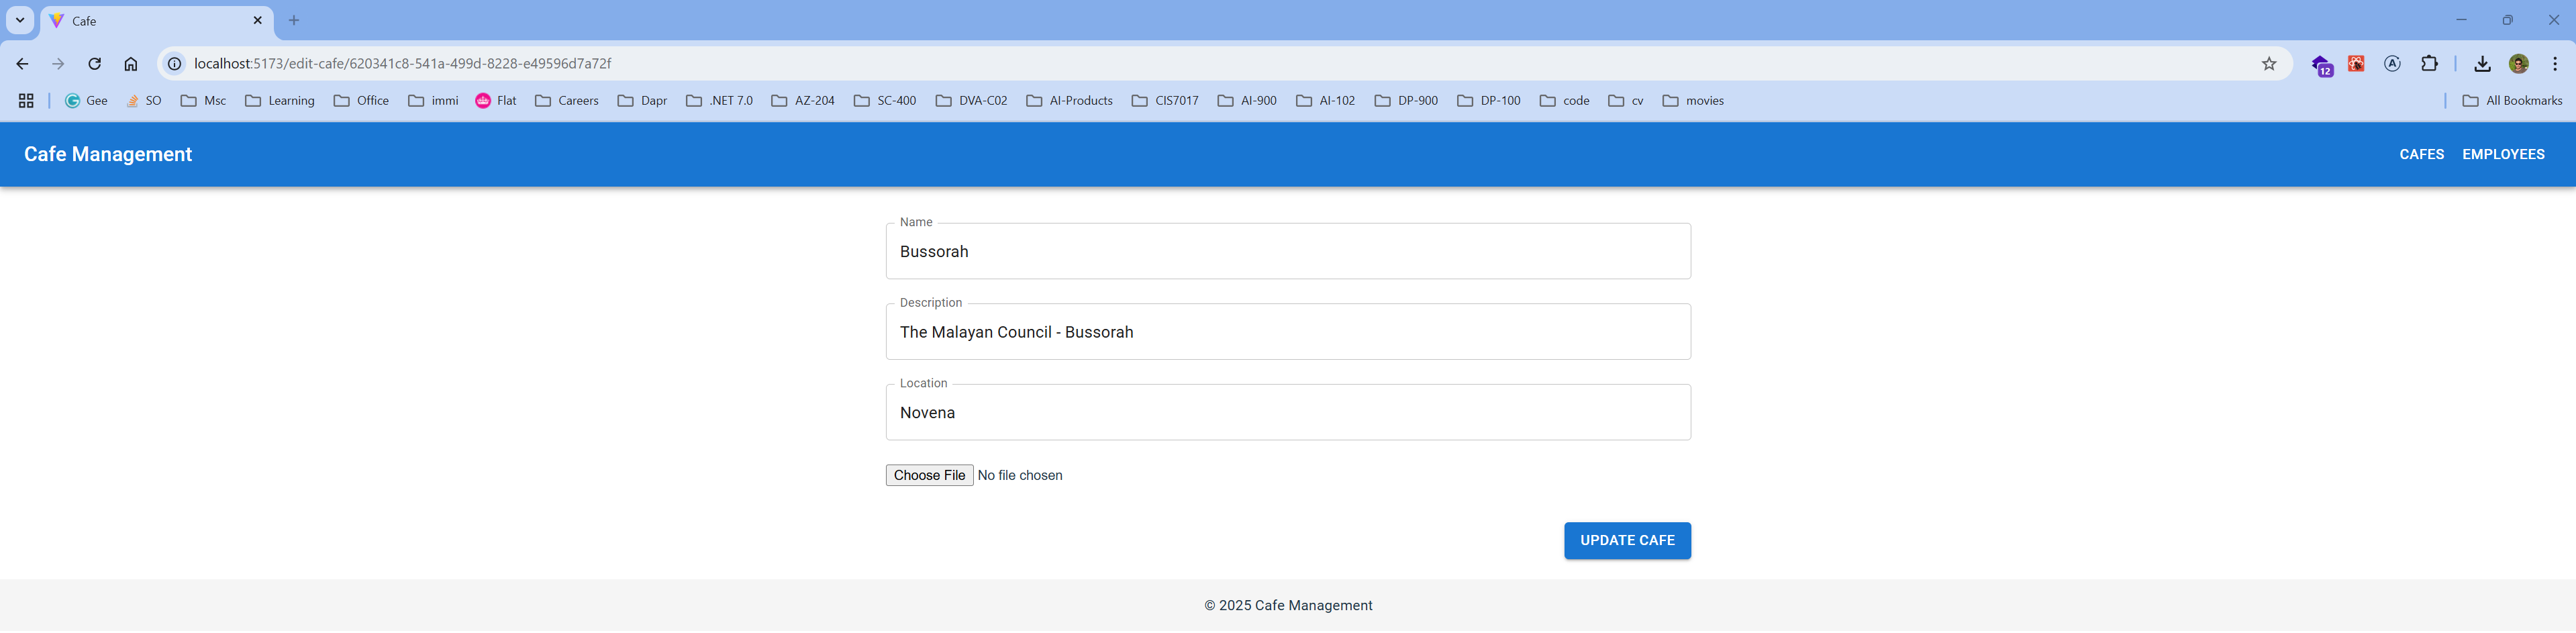 Cafe
localhost:5173/edit-cafe/620341c8-541a-499d-8228-e49596d7a72f
12
Gee SO Msc Learning Office immi Flat Careers Dapr .NET 7.0 AZ-204 SC-400 DVA-C02 AI-Products CIS7017 AI-900 AI-102 DP-900 DP-100 code cv movies All Bookmarks
Cafe Management CAFES EMPLOYEES
Name
Bussorah
Description
The Malayan Council - Bussorah
Location
Novena
Choose File No file chosen
UPDATE CAFE
© 2025 Cafe Management